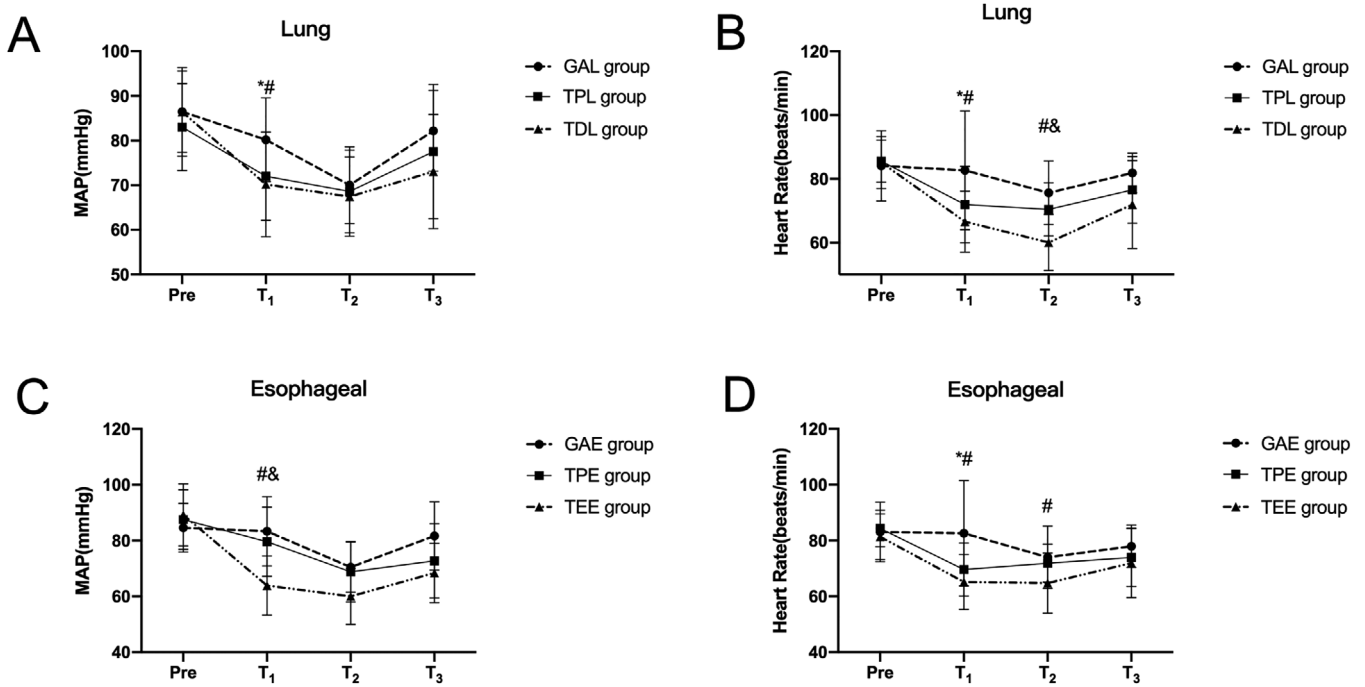 A
Lung
MAP(mmHg)
100
90
80
70
60
50
*#
Pre
T1
T2
T3
GAL group
TPL group
TDL group
B
Lung
Heart Rate(beats/min)
120
100
80
60
*#
#&
Pre
T1
T2
T3
GAL group
TPL group
TDL group
C
Esophageal
MAP(mmHg)
120
100
80
60
40
#&
Pre
T1
T2
T3
GAE group
TPE group
TEE group
D
Esophageal
Heart Rate(beats/min)
120
100
80
60
40
*#
#
Pre
T1
T2
T3
GAE group
TPE group
TEE group